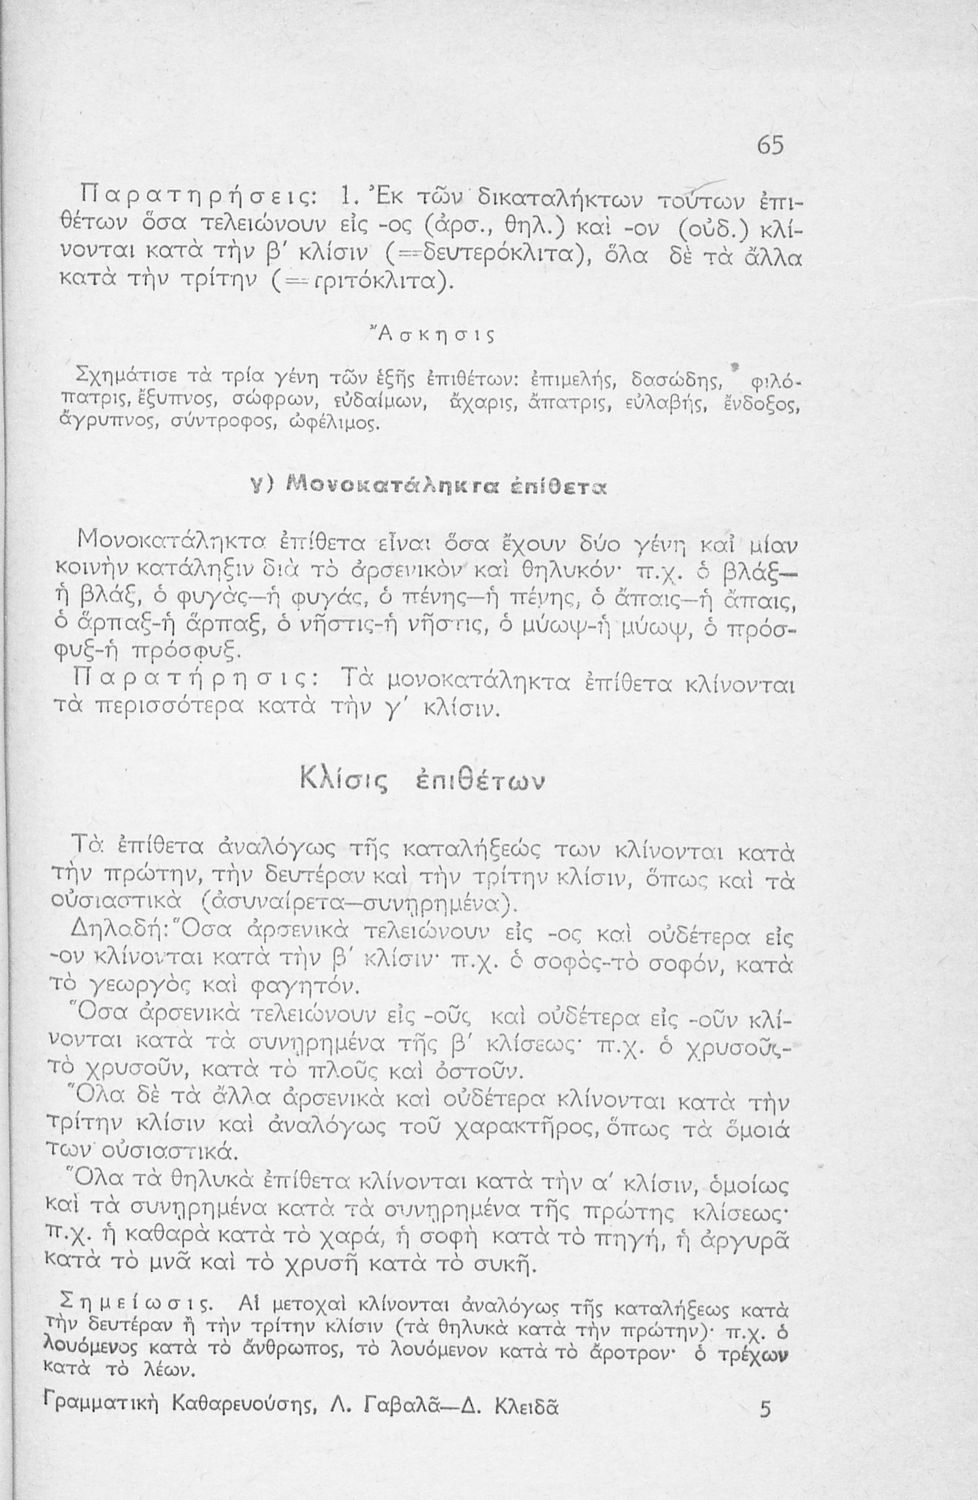 65
Παρατηρήσεις: 1. Ἐκ τῶν δικαταλήκτων τούτων ἐπι-
θέτων ὅσα τελειώνουν εἰς -ος (ἀρσ., θηλ.) καὶ -ον (οὐδ.) κλί-
νονται κατὰ τὴν β' κλίσιν (=δευτερόκλιτα), ὅλα δὲ τὰ ἄλλα
κατὰ τὴν τρίτην (=τριτόκλιτα).
Ἄσκησις
Σχημάτισε τὰ τρία γένη τῶν ἑξῆς ἐπιθέτων: ἐπιμελής, δασώδης, φιλό-
πατρις, ἔξυπνος, σώφρων, εὐδαίμων, ἄχαρις, ἄπατρις, εὐλαβής, ἔνδοξος,
ἄγρυπνος, σύντροφος, ὠφέλιμος.
γ) Μονοκατάληκτα ἐπίθετα
Μονοκατάληκτα ἐπίθετα εἶναι ὅσα ἔχουν δύο γένη καὶ μίαν
κοινὴν κατάληξιν διὰ τὸ ἀρσενικὸν καὶ θηλυκόν· π.χ. ὁ βλάξ—
ἡ βλάξ, ὁ φυγὰς—ἡ φυγάς, ὁ πένης—ἡ πένης, ὁ ἄπαις—ἡ ἄπαις,
ὁ ἅρπαξ-ἡ ἅρπαξ, ὁ νῆστις-ἡ νῆστις, ὁ μύωψ-ἡ μύωψ, ὁ πρόσ-
φυξ-ἡ πρόσφυξ.
Παρατήρησις: Τὰ μονοκατάληκτα ἐπίθετα κλίνονται
τὰ περισσότερα κατὰ τὴν γ' κλίσιν.
Κλίσις ἐπιθέτων
Τὰ ἐπίθετα ἀναλόγως τῆς καταλήξεώς των κλίνονται κατὰ
τὴν πρώτην, τὴν δευτέραν καὶ τὴν τρίτην κλίσιν, ὅπως καὶ τὰ
οὐσιαστικὰ (ἀσυναίρετα—συνῃρημένα).
Δηλαδή: Ὅσα ἀρσενικὰ τελειώνουν εἰς -ος καὶ οὐδέτερα εἰς
-ον κλίνονται κατὰ τὴν β' κλίσιν· π.χ. ὁ σοφὸς-τὸ σοφόν, κατὰ
τὸ γεωργὸς καὶ φαγητόν.
Ὅσα ἀρσενικὰ τελειώνουν εἰς -οῦς καὶ οὐδέτερα εἰς -οῦν κλί-
νονται κατὰ τὰ συνῃρημένα τῆς β' κλίσεως· π.χ. ὁ χρυσοῦς-
τὸ χρυσοῦν, κατὰ τὸ πλοῦς καὶ ὀστοῦν.
Ὅλα δὲ τὰ ἄλλα ἀρσενικὰ καὶ οὐδέτερα κλίνονται κατὰ τὴν
τρίτην κλίσιν καὶ ἀναλόγως τοῦ χαρακτῆρος, ὅπως τὰ ὅμοιά
των οὐσιαστικά.
Ὅλα τὰ θηλυκὰ ἐπίθετα κλίνονται κατὰ τὴν α' κλίσιν, ὁμοίως
καὶ τὰ συνῃρημένα κατὰ τὰ συνῃρημένα τῆς πρώτης κλίσεως·
π.χ. ἡ καθαρὰ κατὰ τὸ χαρά, ἡ σοφὴ κατὰ τὸ πηγή, ἡ ἀργυρᾶ
κατὰ τὸ μνᾶ καὶ τὸ χρυσῆ κατὰ τὸ συκῆ.
Σημείωσις. Αἱ μετοχαὶ κλίνονται ἀναλόγως τῆς καταλήξεως κατὰ
τὴν δευτέραν ἢ τὴν τρίτην κλίσιν (τὰ θηλυκὰ κατὰ τὴν πρώτην)· π.χ. ὁ
λουόμενος κατὰ τὸ ἄνθρωπος, τὸ λουόμενον κατὰ τὸ ἄροτρον· ὁ τρέχων
κατὰ τὸ λέων.
Γραμματικὴ Καθαρευούσης, Λ. Γαβαλᾶ—Δ. Κλειδᾶ 5